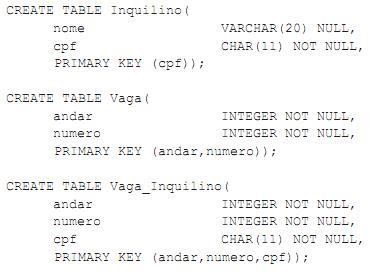 CREATE TABLE Inquilino(
nome VARCHAR(20) NULL,
cpf CHAR(11) NOT NULL,
PRIMARY KEY (cpf));
CREATE TABLE Vaga(
andar INTEGER NOT NULL,
numero INTEGER NOT NULL,
PRIMARY KEY (andar,numero));
CREATE TABLE Vaga_Inquilino(
andar INTEGER NOT NULL,
numero INTEGER NOT NULL,
cpf CHAR(11) NOT NULL,
PRIMARY KEY (andar,numero,cpf));